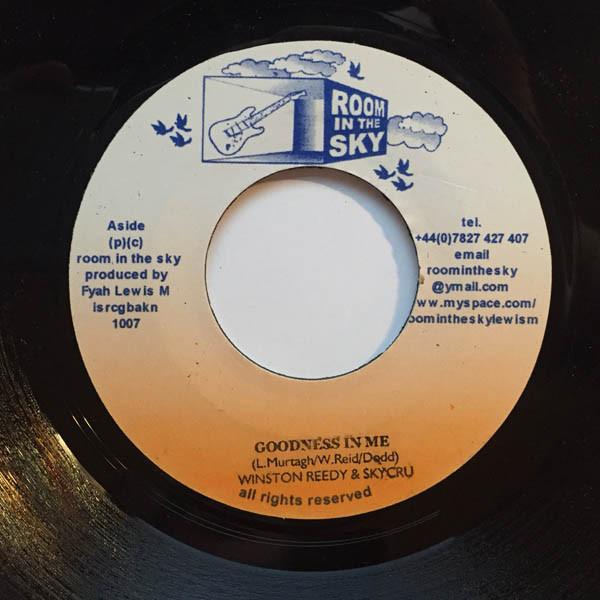 ROOM
IN THE
SKY
Aside
(p)(c)
room in the sky
produced by
Fyah Lewis M
isrcgbakn
1007
tel.
+44(0)7827 427 407
email
roominthesky
@ymail.com
ww.myspace.com/
oomintheskylewism
GOODNESS IN ME
(L.Murtagh/W.Reid/Dodd)
WINSTON REEDY & SKYCRU
all rights reserved